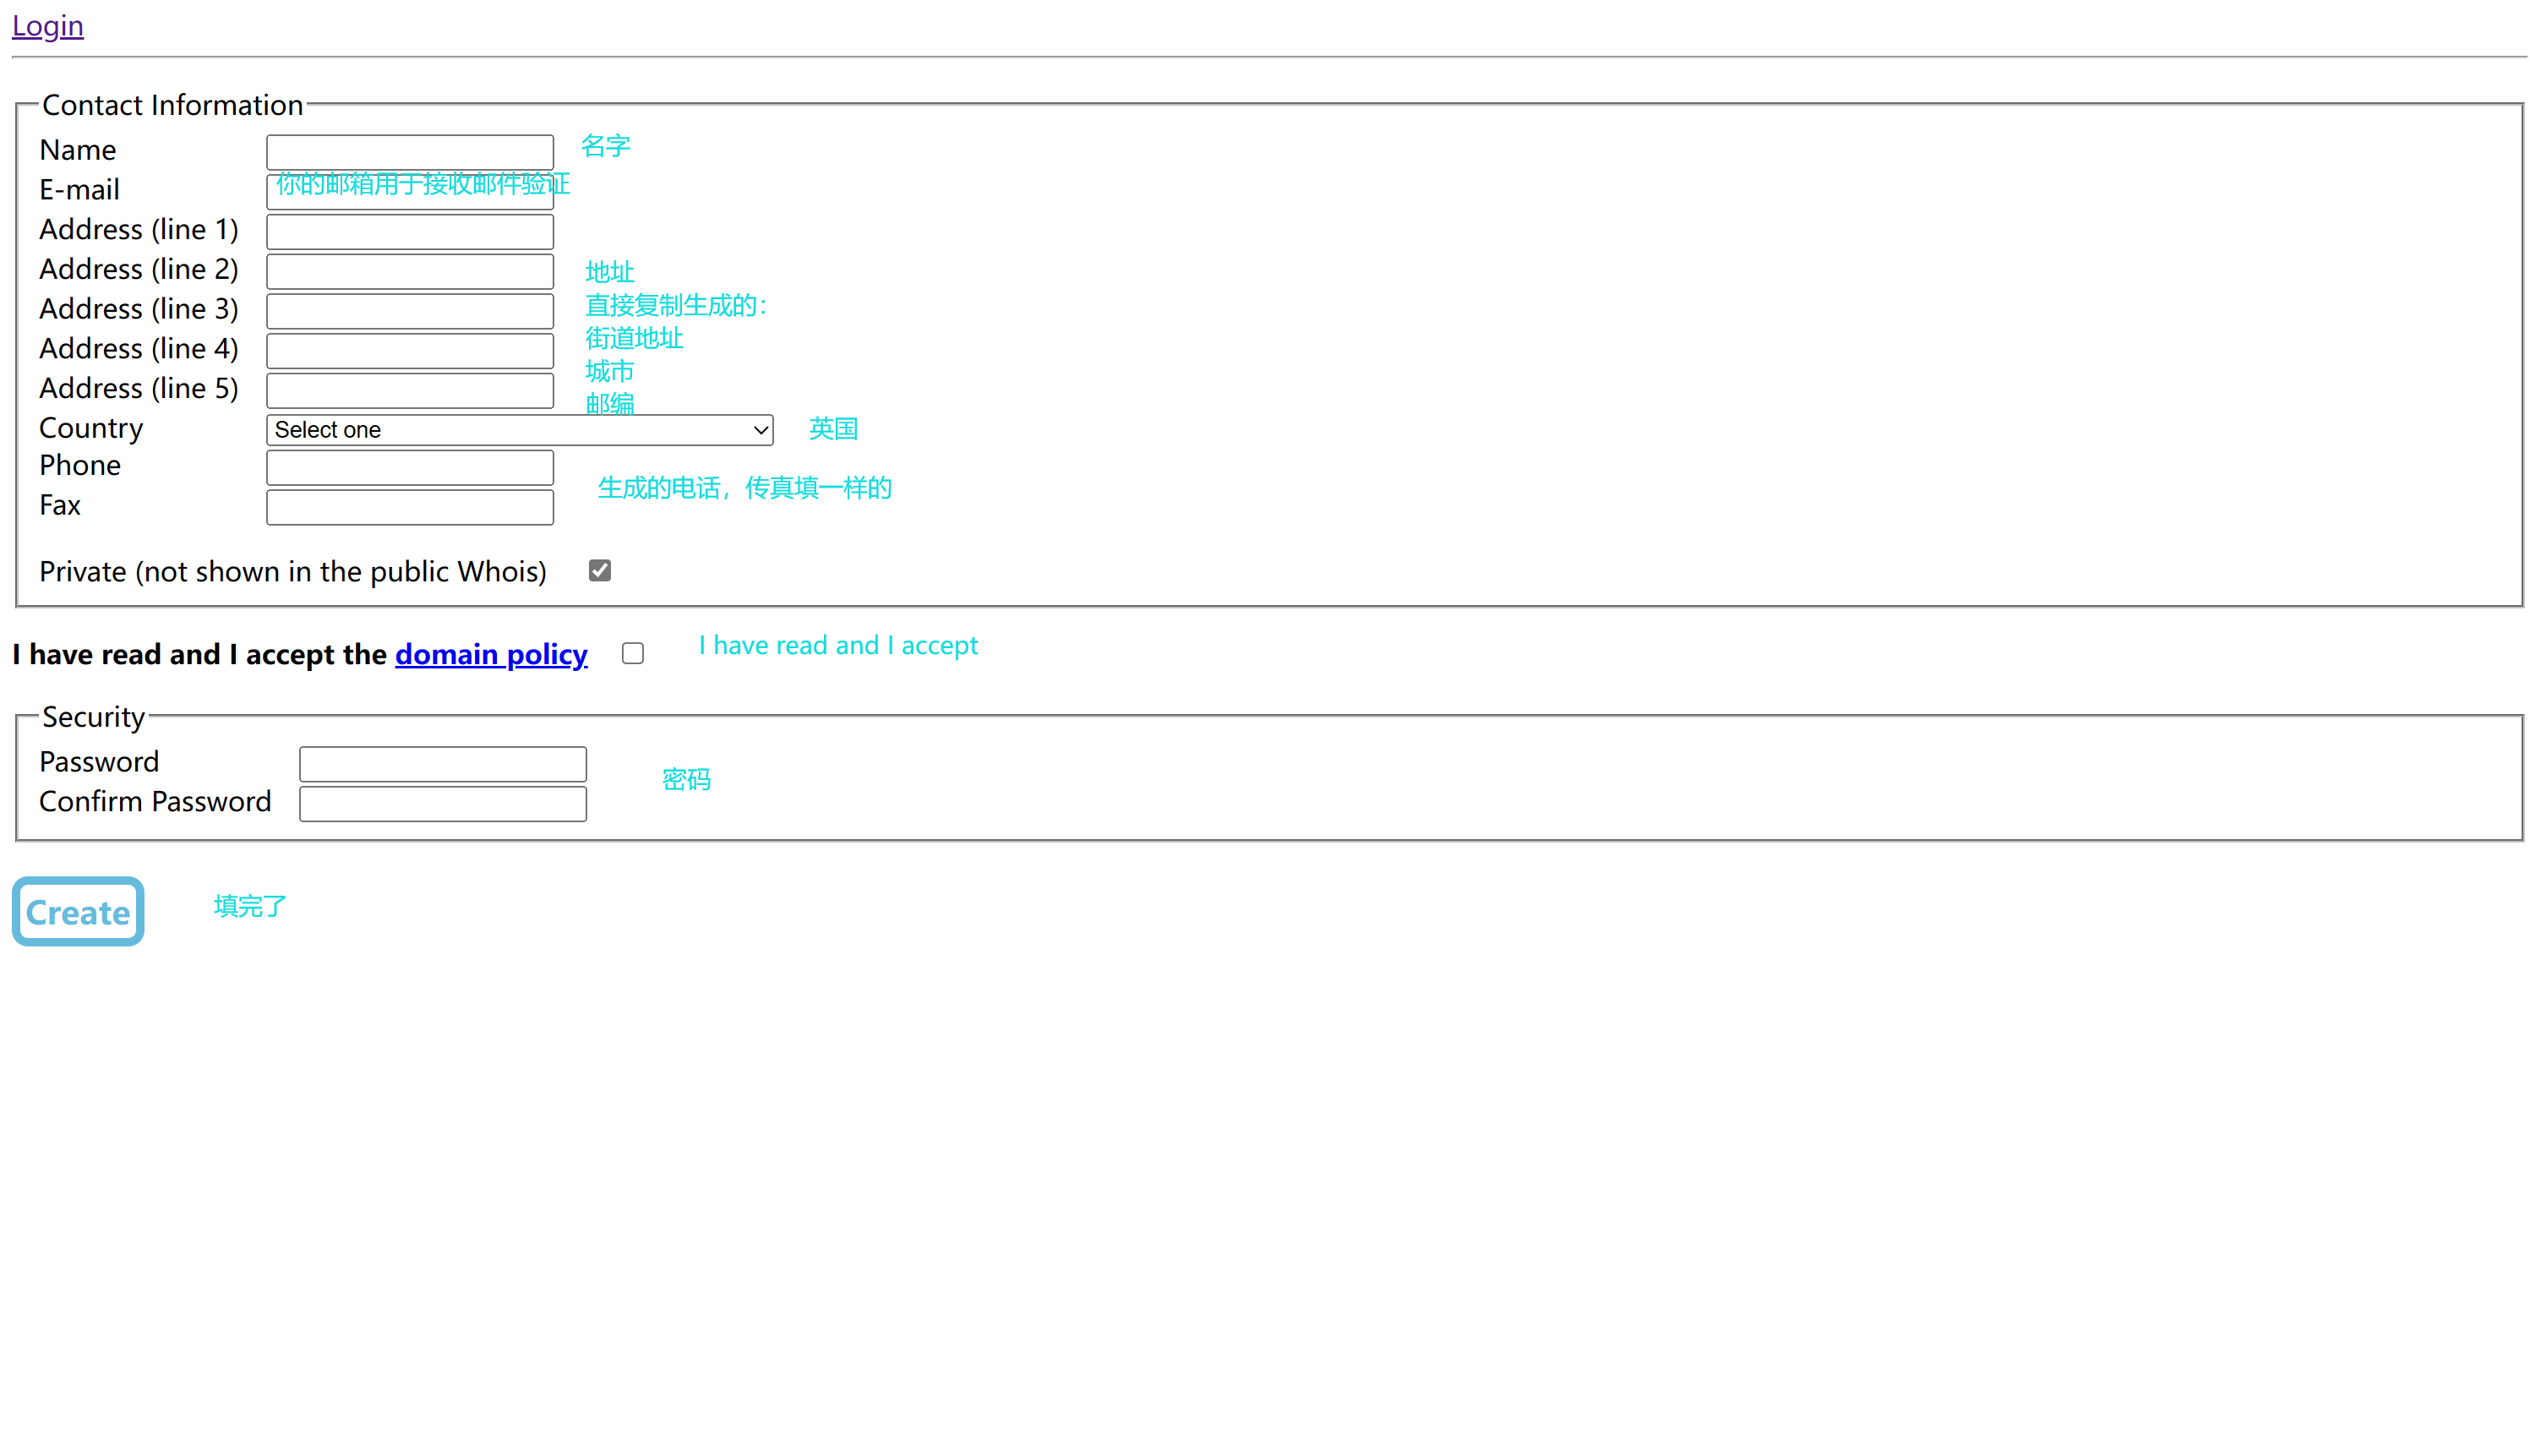 Login
Contact Information
Name 名字
E-mail 你的邮箱用于接收邮件验证
Address (line 1)
Address (line 2) 地址
Address (line 3) 直接复制生成的：
Address (line 4) 街道地址
Address (line 5) 城市
邮编
Country Select one 英国
Phone
生成的电话，传真填一样的
Fax
Private (not shown in the public Whois)
I have read and I accept the domain policy I have read and I accept
Security
Password
密码
Confirm Password
Create 填完了